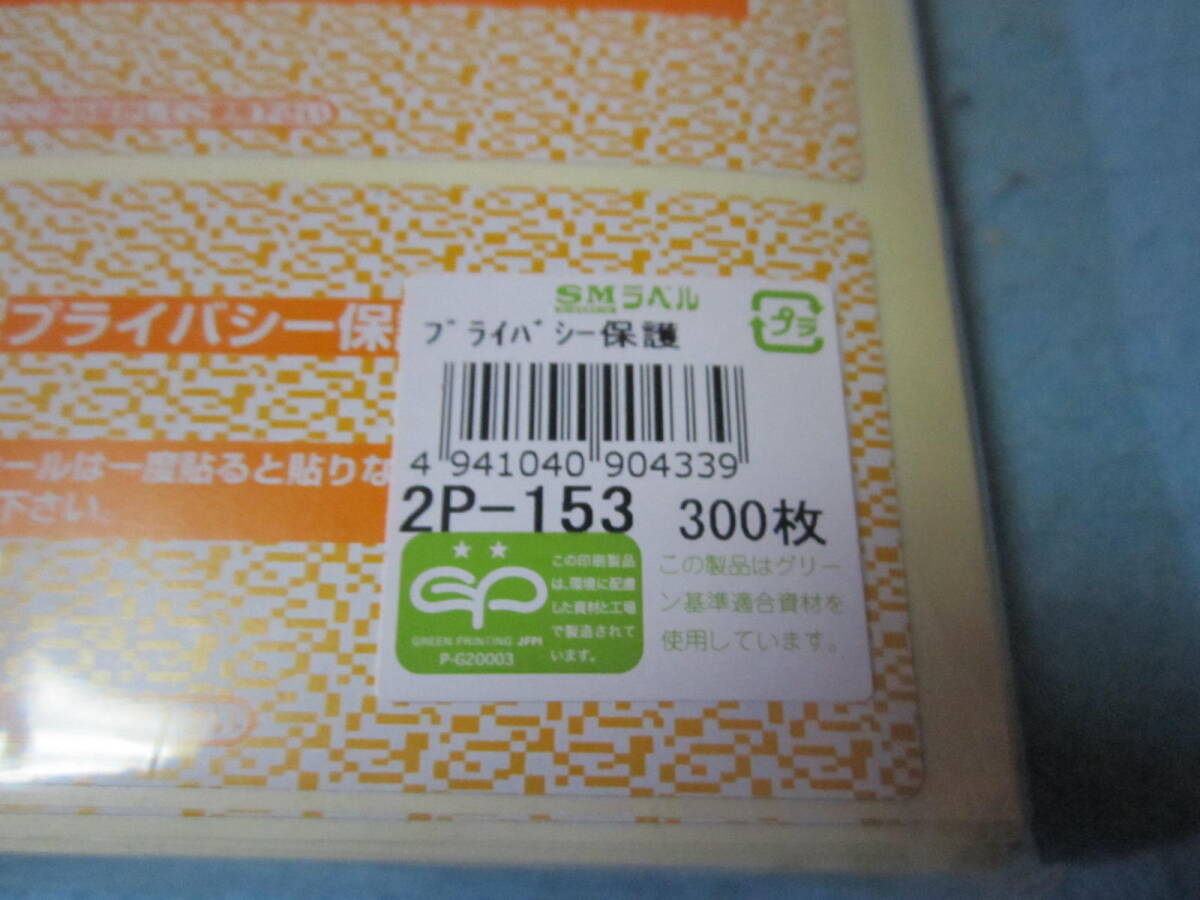 プライバシー保
SMラベル
プライバシー保護
プラ
4 941040 904339
ールは一度貼ると貼りな
下さい。
2P-153 300枚
この印刷製品
は、環境に配慮
した資材と工場
で製造されて
います。
GREEN PRINTING JFPI
P-G20003
この製品はグリー
ン基準適合資材を
使用しています。